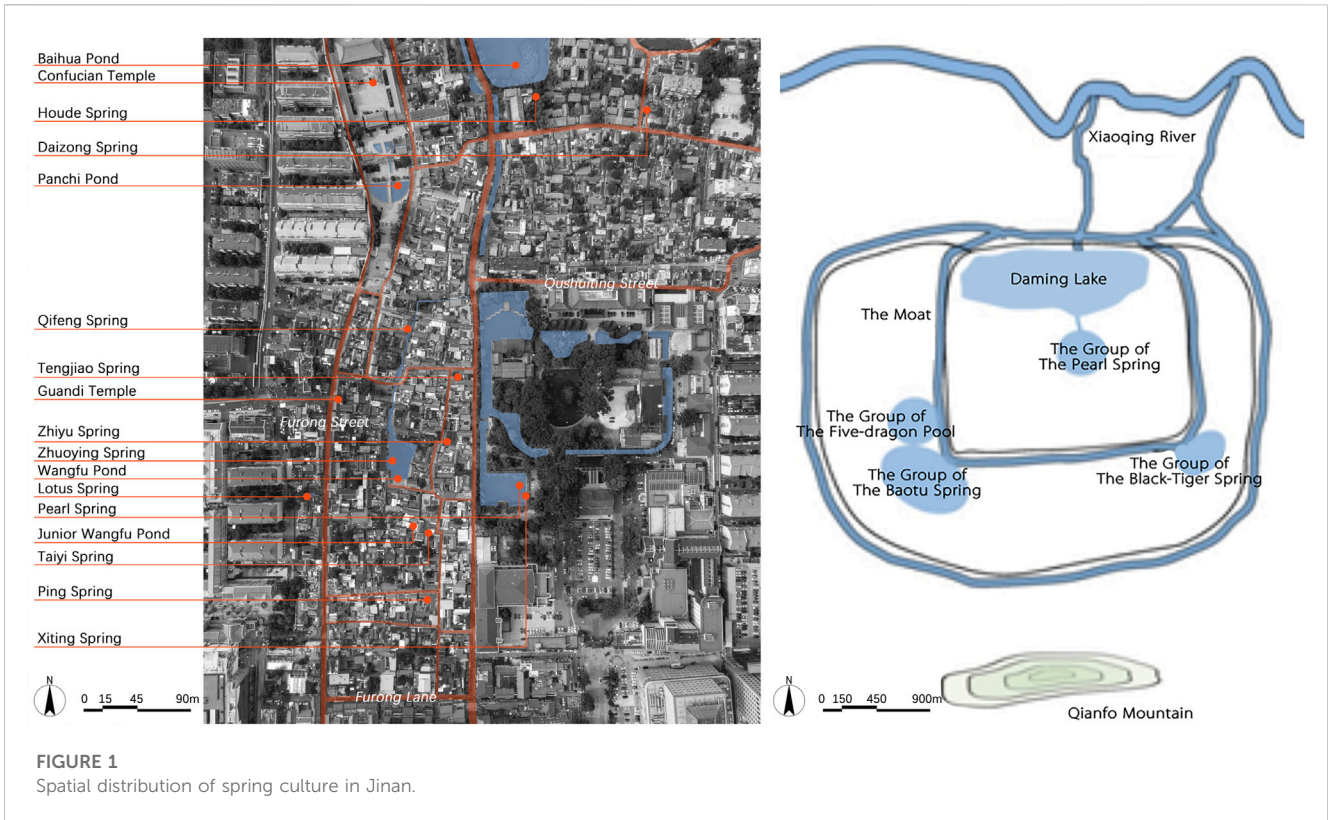 Baihua Pond
Confucian Temple
Houde Spring
Daizong Spring
Panchi Pond
Qifeng Spring
Tengjiao Spring
Guandi Temple
Zhiyu Spring
Zhuoying Spring
Wangfu Pond
Lotus Spring
Pearl Spring
Junior Wangfu Pond
Taiyi Spring
Ping Spring
Xiting Spring
N
0 15 45 90m
Qushuiting Street
Furong Street
Furong Lane
Xiaoqing River
Daming Lake
The Moat
The Group of
The Pearl Spring
The Group of
The Five-dragon Pool
The Group of
The Baotu Spring
The Group of
The Black-Tiger Spring
N
0 150 450 900m
Qianfo Mountain
FIGURE 1
Spatial distribution of spring culture in Jinan.